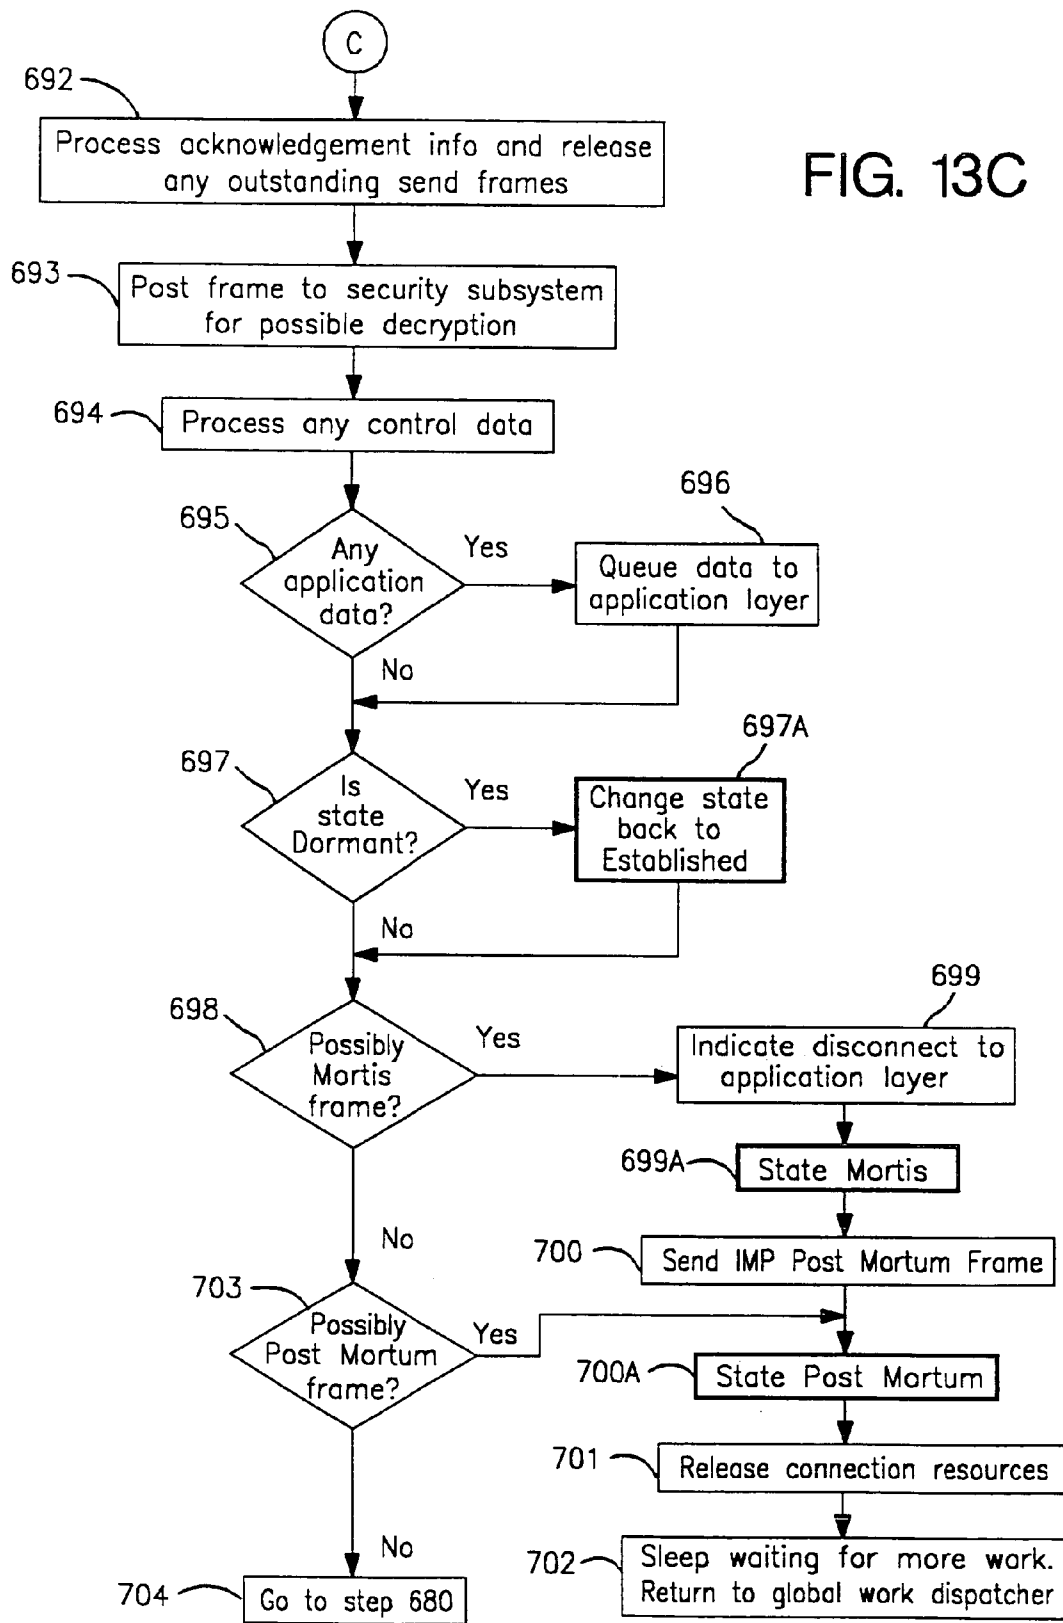 C
692
Process acknowledgement info and release
any outstanding send frames
FIG. 13C
693
Post frame to security subsystem
for possible decryption
694
Process any control data
695
Any
application
data?
Yes
696
Queue data to
application layer
No
697
Is
state
Dormant?
Yes
697A
Change state
back to
Established
No
698
Possibly
Mortis
frame?
Yes
699
Indicate disconnect to
application layer
699A
State Mortis
No
700
Send IMP Post Mortum Frame
703
Possibly
Post Mortum
frame?
Yes
700A
State Post Mortum
701
Release connection resources
No
702
Sleep waiting for more work.
Return to global work dispatcher
704
Go to step 680